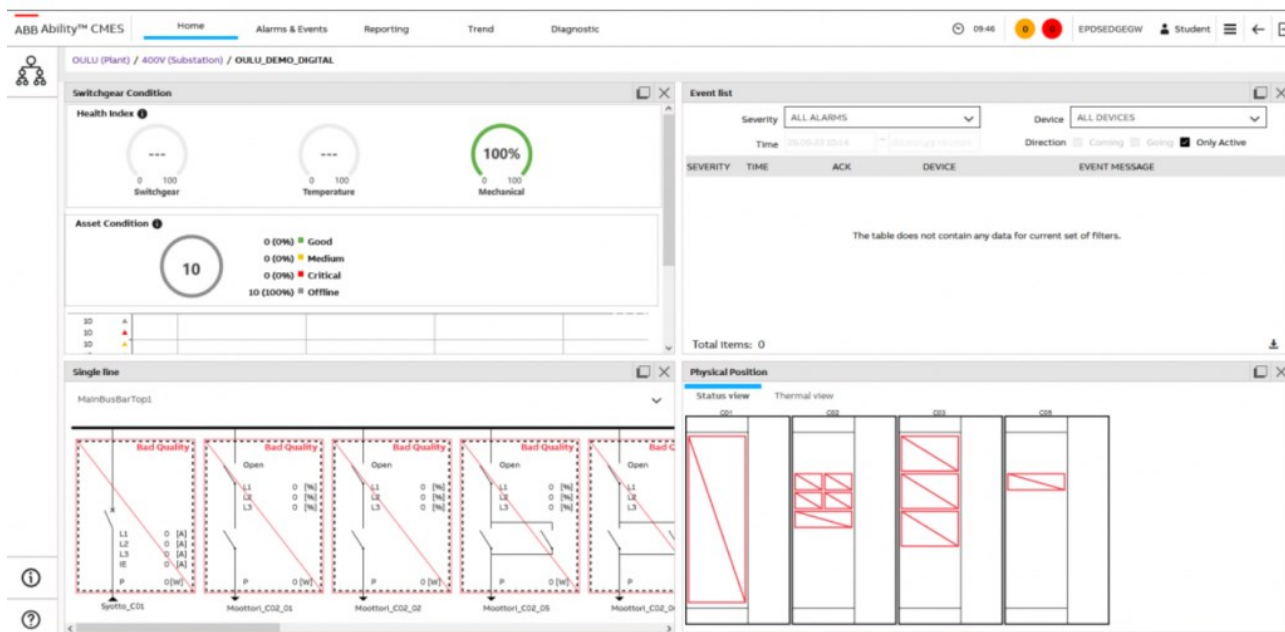 ABB Ability™ CMES Home Alarms & Events Reporting Trend Diagnostic 09:46 0 0 EPDSEDGEGW Student
OULU (Plant) / 400V (Substation) / OULU_DEMO_DIGITAL
Switchgear Condition
Health Index
--- --- 100%
0 100 0 100 0 100
Switchgear Temperature Mechanical
Asset Condition
10
0 (0%) Good
0 (0%) Medium
0 (0%) Critical
10 (100%) Offline
10
10
10
Event list
Severity ALL ALARMS Device ALL DEVICES
Time Direction Coming Going Only Active
SEVERITY TIME ACK DEVICE EVENT MESSAGE
The table does not contain any data for current set of filters.
Total items: 0
Single line
MainBusBarTop1
Bad Quality Bad Quality Bad Quality Bad Quality Bad Q
Open Open Open Open
L1 0 [%] L1 0 [%] L1 0 [%] L1
L2 0 [%] L2 0 [%] L2 0 [%] L2
L3 0 [%] L3 0 [%] L3 0 [%] L3
L1 0 [A]
L2 0 [A]
L3 0 [A]
IE 0 [A]
P 0 [W] P 0 [W] P 0 [W] P 0 [W] P
Syotto_C01 Moottori_C02_01 Moottori_C02_02 Moottori_C02_05 Moottori_C02_0
Physical Position
Status view Thermal view
C01 C02 C03 C05